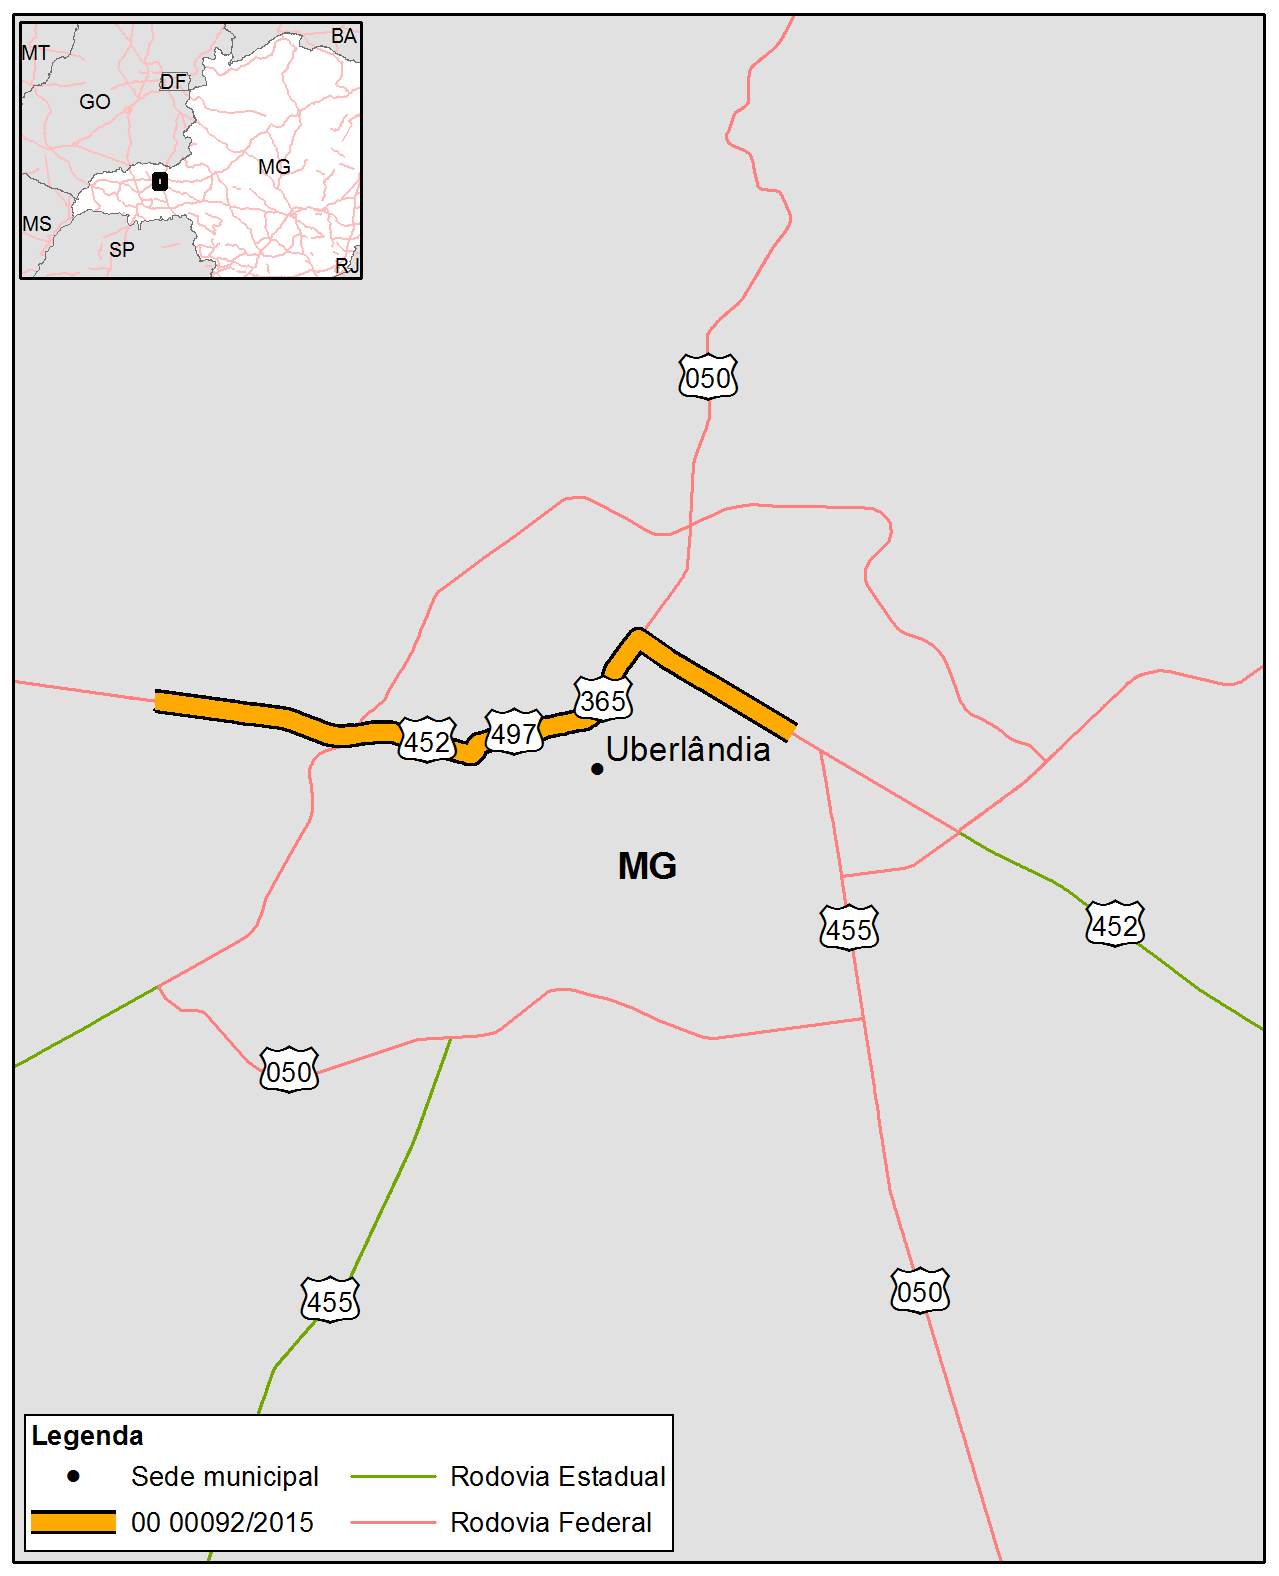 BA
MT
DF
GO
MG
MS
SP
RJ
050
365
497
452
Uberlândia
MG
452
455
050
050
455
Legenda
Sede municipal
Rodovia Estadual
00 00092/2015
Rodovia Federal